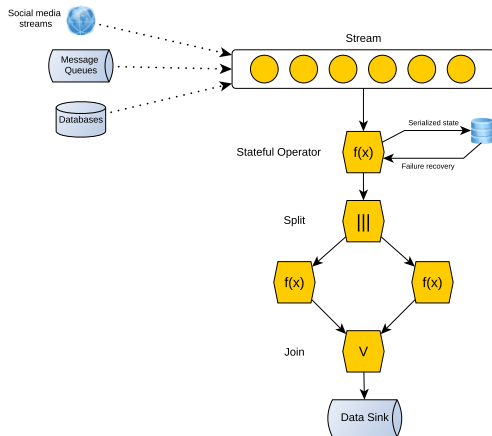 Social media
streams
Stream
Message
Queues
Databases
Serialized state
Stateful Operator
f(x)
Failure recovery
Split
|||
f(x)
f(x)
Join
V
Data Sink